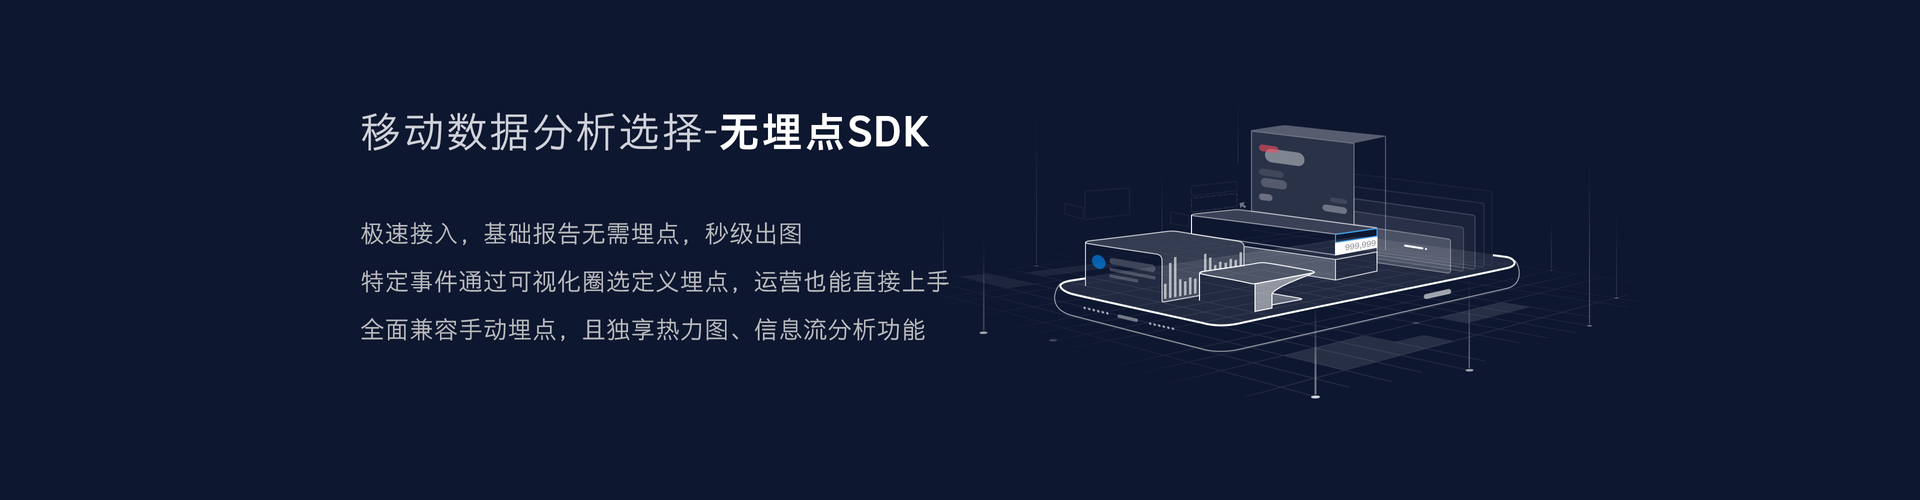 移动数据分析选择-无埋点SDK
极速接入，基础报告无需埋点，秒级出图
特定事件通过可视化圈选定义埋点，运营也能直接上手
全面兼容手动埋点，且独享热力图、信息流分析功能
999,999